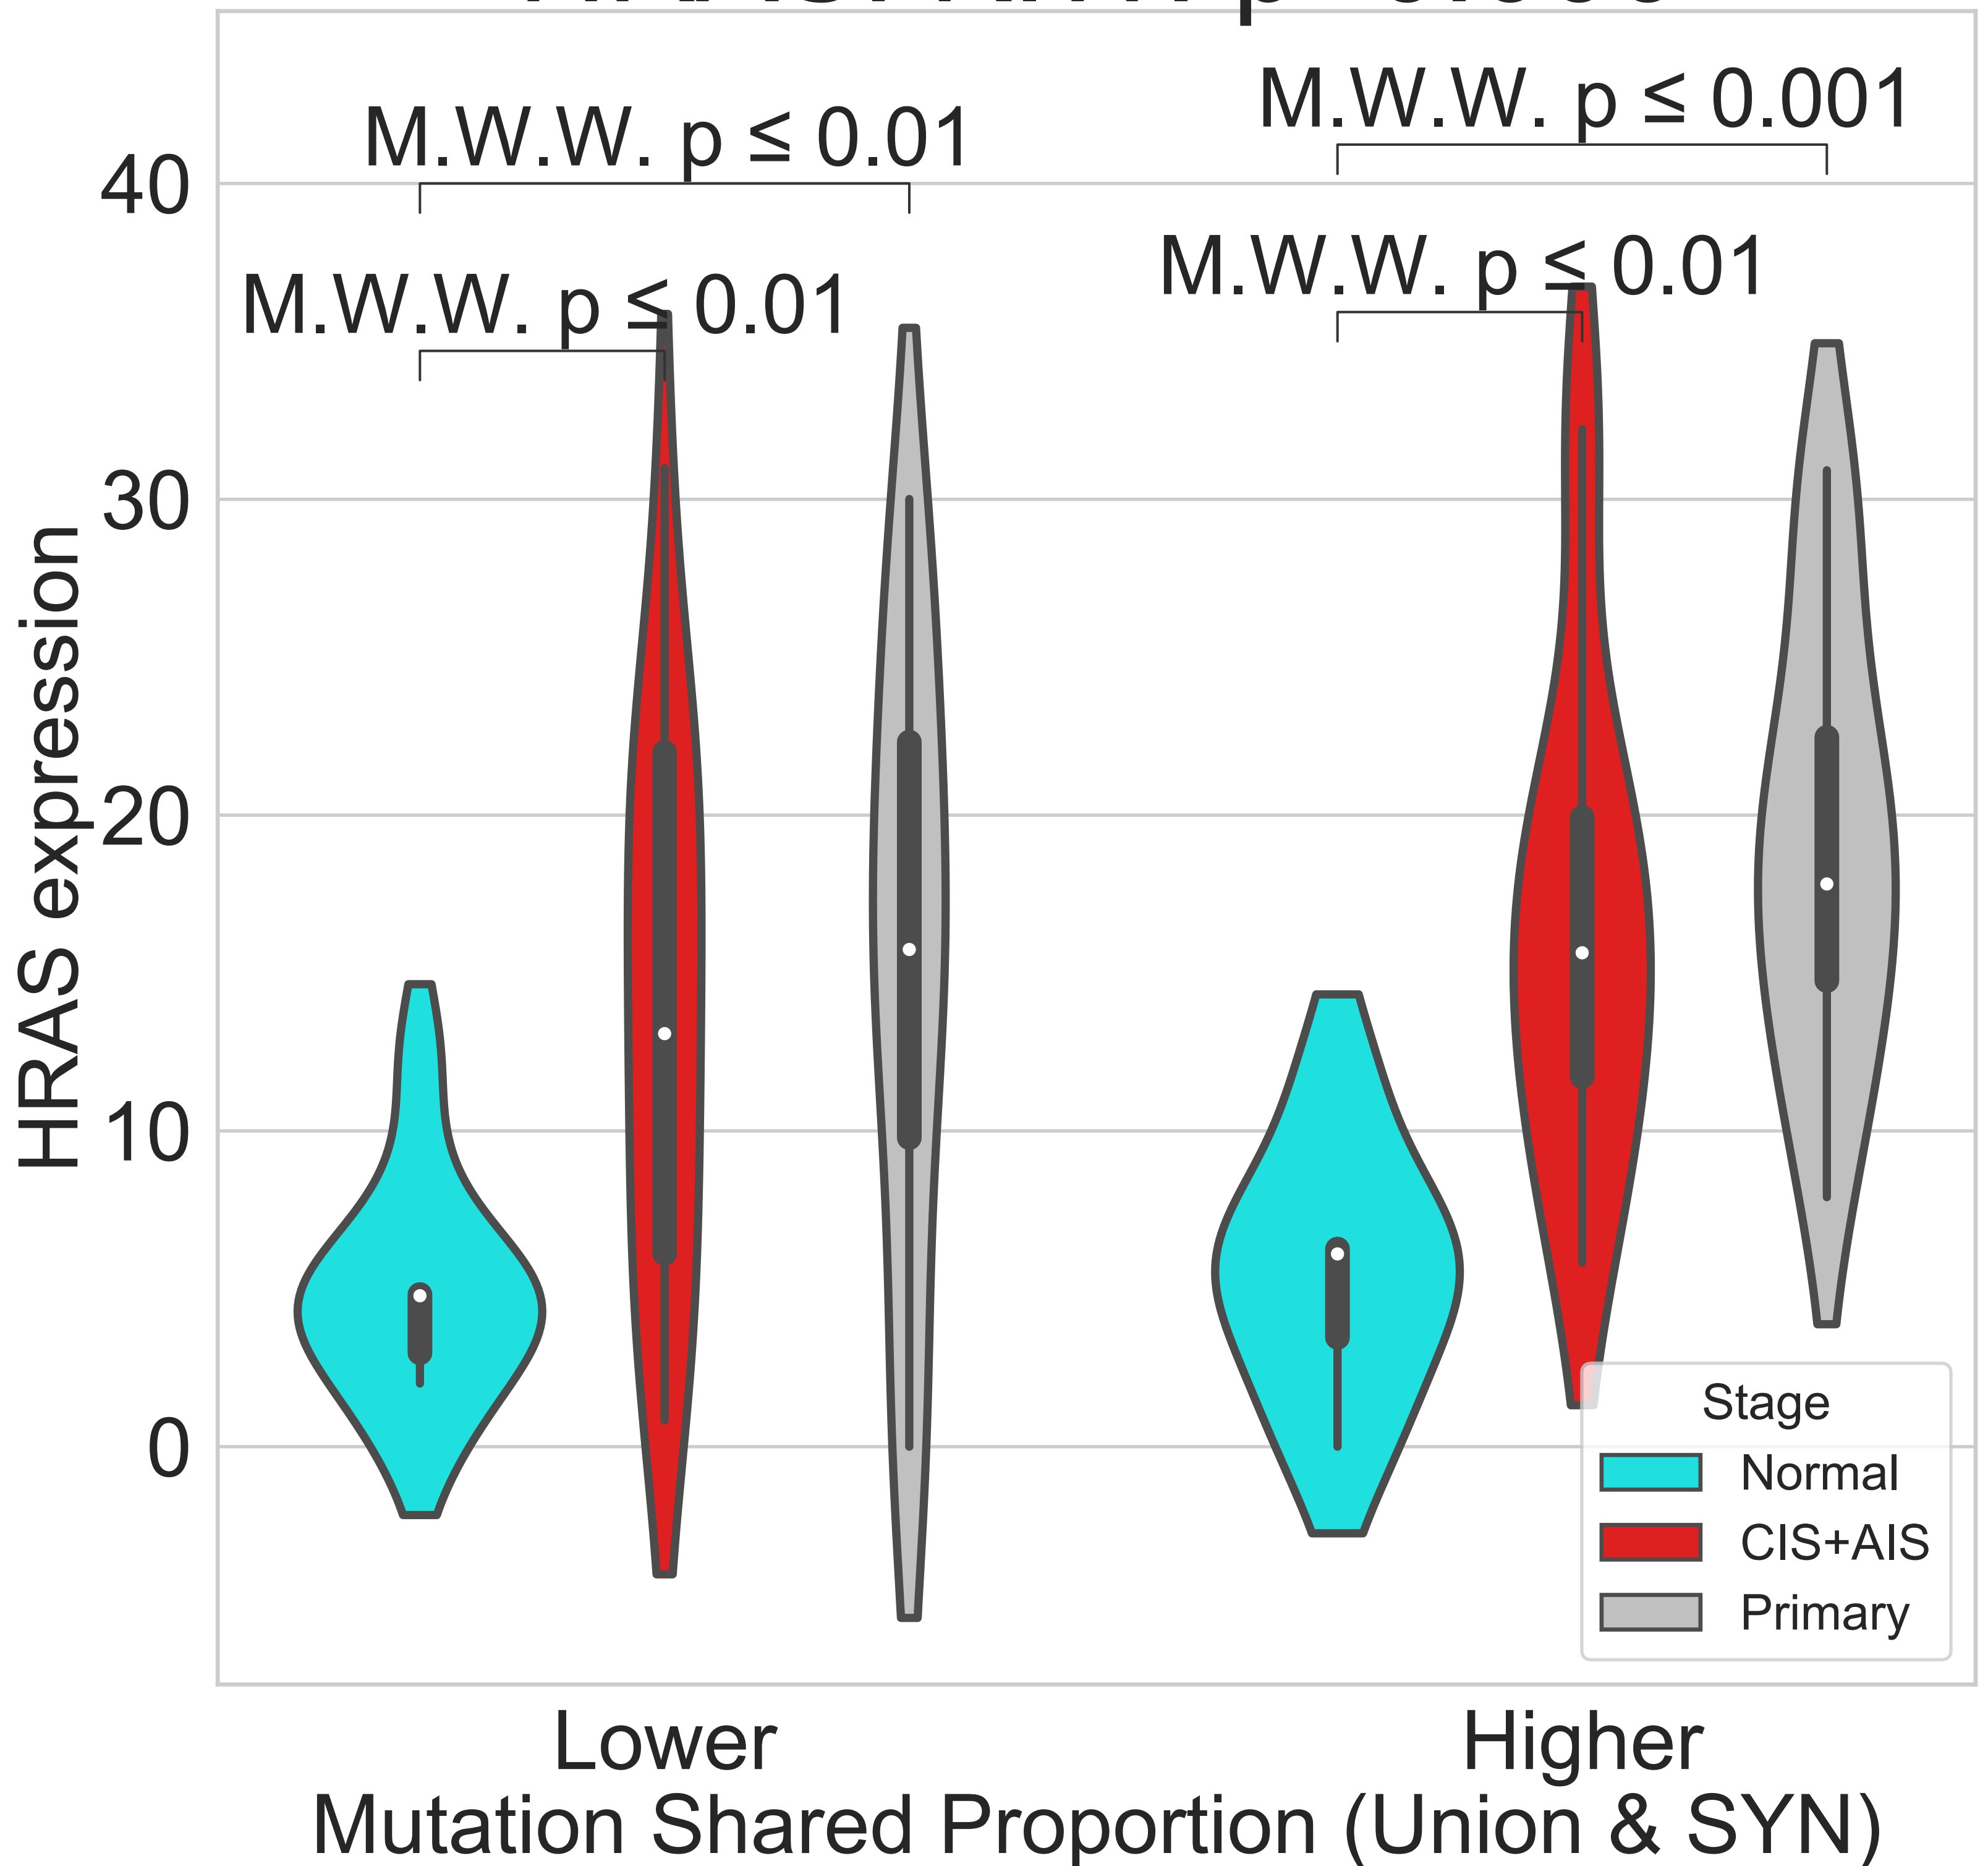 M.W.W. p ≤ 0.001
M.W.W. p ≤ 0.01
M.W.W. p ≤ 0.01
M.W.W. p ≤ 0.01
40
30
20
10
0
HRAS expression
Stage
Normal
CIS+AIS
Primary
Lower
Higher
Mutation Shared Proportion (Union & SYN)